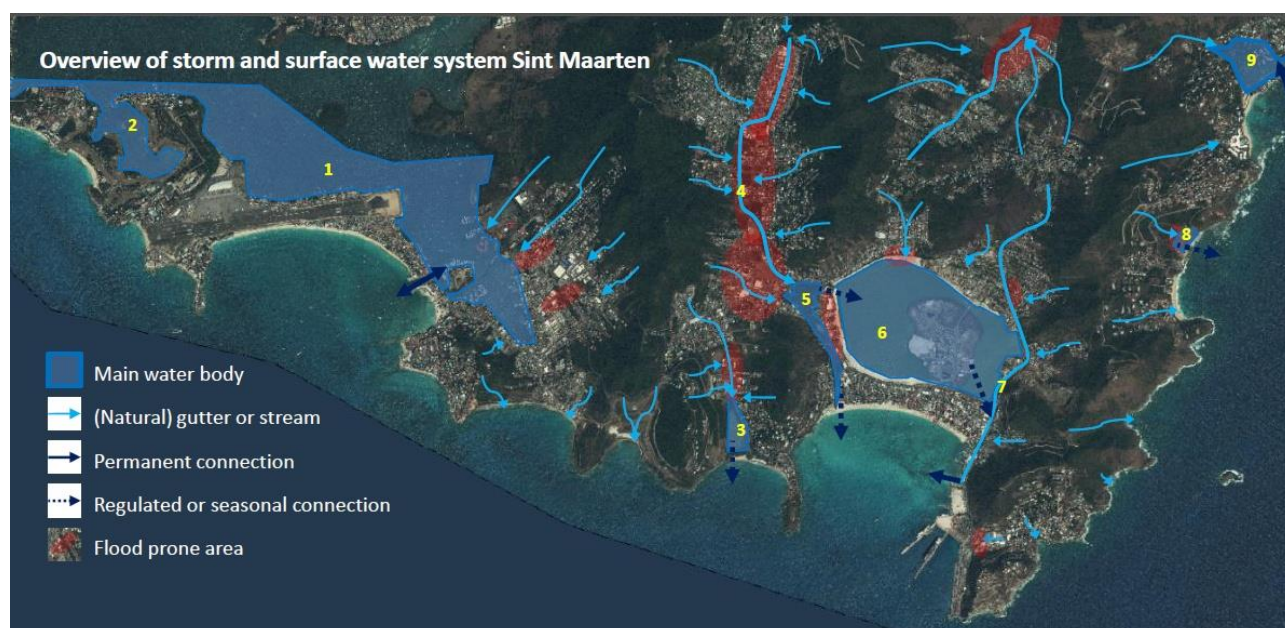 Overview of storm and surface water system Sint Maarten
9
2
1
4
8
5
6
7
3
Main water body
(Natural) gutter or stream
Permanent connection
Regulated or seasonal connection
Flood prone area